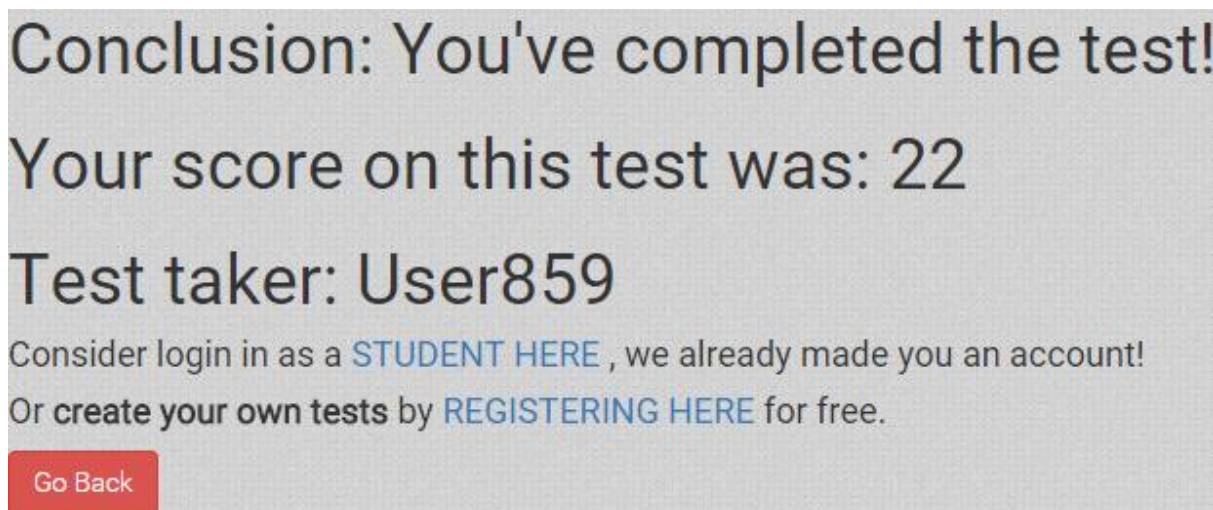 Conclusion: You've completed the test!
Your score on this test was: 22
Test taker: User859
Consider login in as a STUDENT HERE , we already made you an account!
Or create your own tests by REGISTERING HERE for free.
Go Back